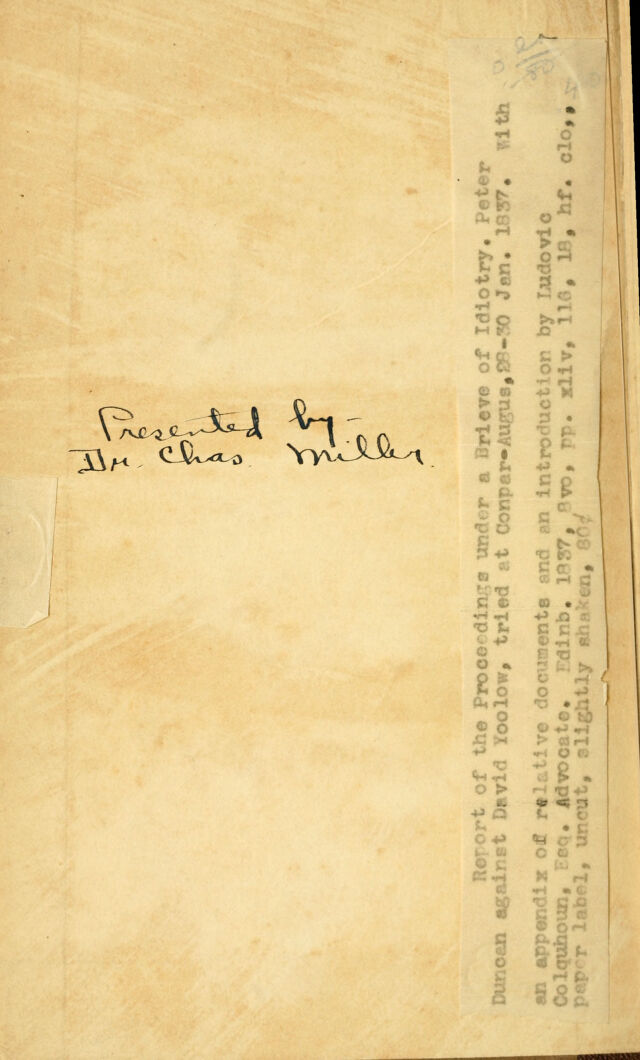 Presented by
Dr. Chas. Miller.
Report of the Proceedings under a Brieve of Idiotry. Peter
Duncan against David Yoolow, tried at Conpar-Augus,28-30 Jan. 1837. With
an appendix of relative documents and an introduction by Ludovic
Colquhoun, Esq. Advocate. Edinb. 1837, 8vo, pp. xliv, 116, 18, hf. clo,,
paper label, uncut, slightly shaken, 80¢